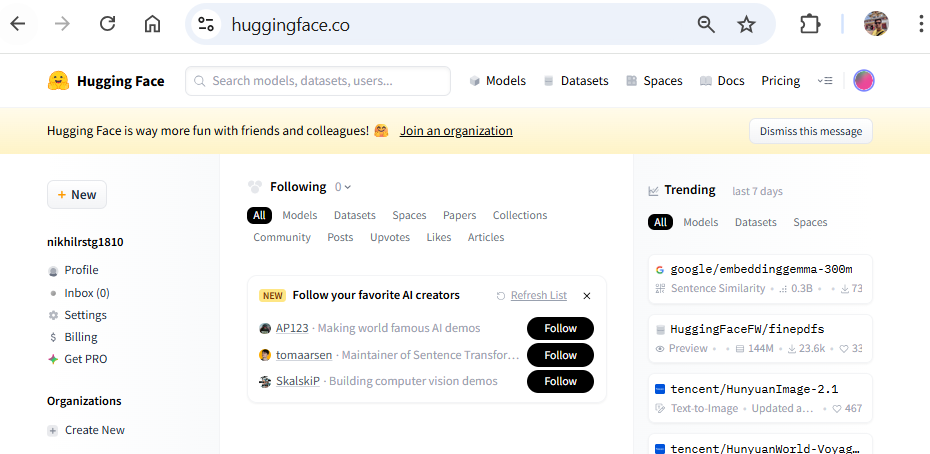 huggingface.co
Hugging Face
Search models, datasets, users...
Models
Datasets
Spaces
Docs
Pricing
Hugging Face is way more fun with friends and colleagues! 🤗 Join an organization
Dismiss this message
+ New
nikhilrstg1810
Profile
Inbox (0)
Settings
Billing
Get PRO
Organizations
Create New
Following 0
All Models Datasets Spaces Papers Collections
Community Posts Upvotes Likes Articles
NEW Follow your favorite AI creators Refresh List
AP123 · Making world famous AI demos Follow
tomaarsen · Maintainer of Sentence Transfor... Follow
SkalskiP · Building computer vision demos Follow
Trending last 7 days
All Models Datasets Spaces
google/embeddinggemma-300m
Sentence Similarity • 0.3B • • 73
HuggingFaceFW/finepdfs
Preview • • 144M • 23.6k • 33
tencent/HunyuanImage-2.1
Text-to-Image • Updated a... • 467
tencent/HunyuanWorld-Voyag...